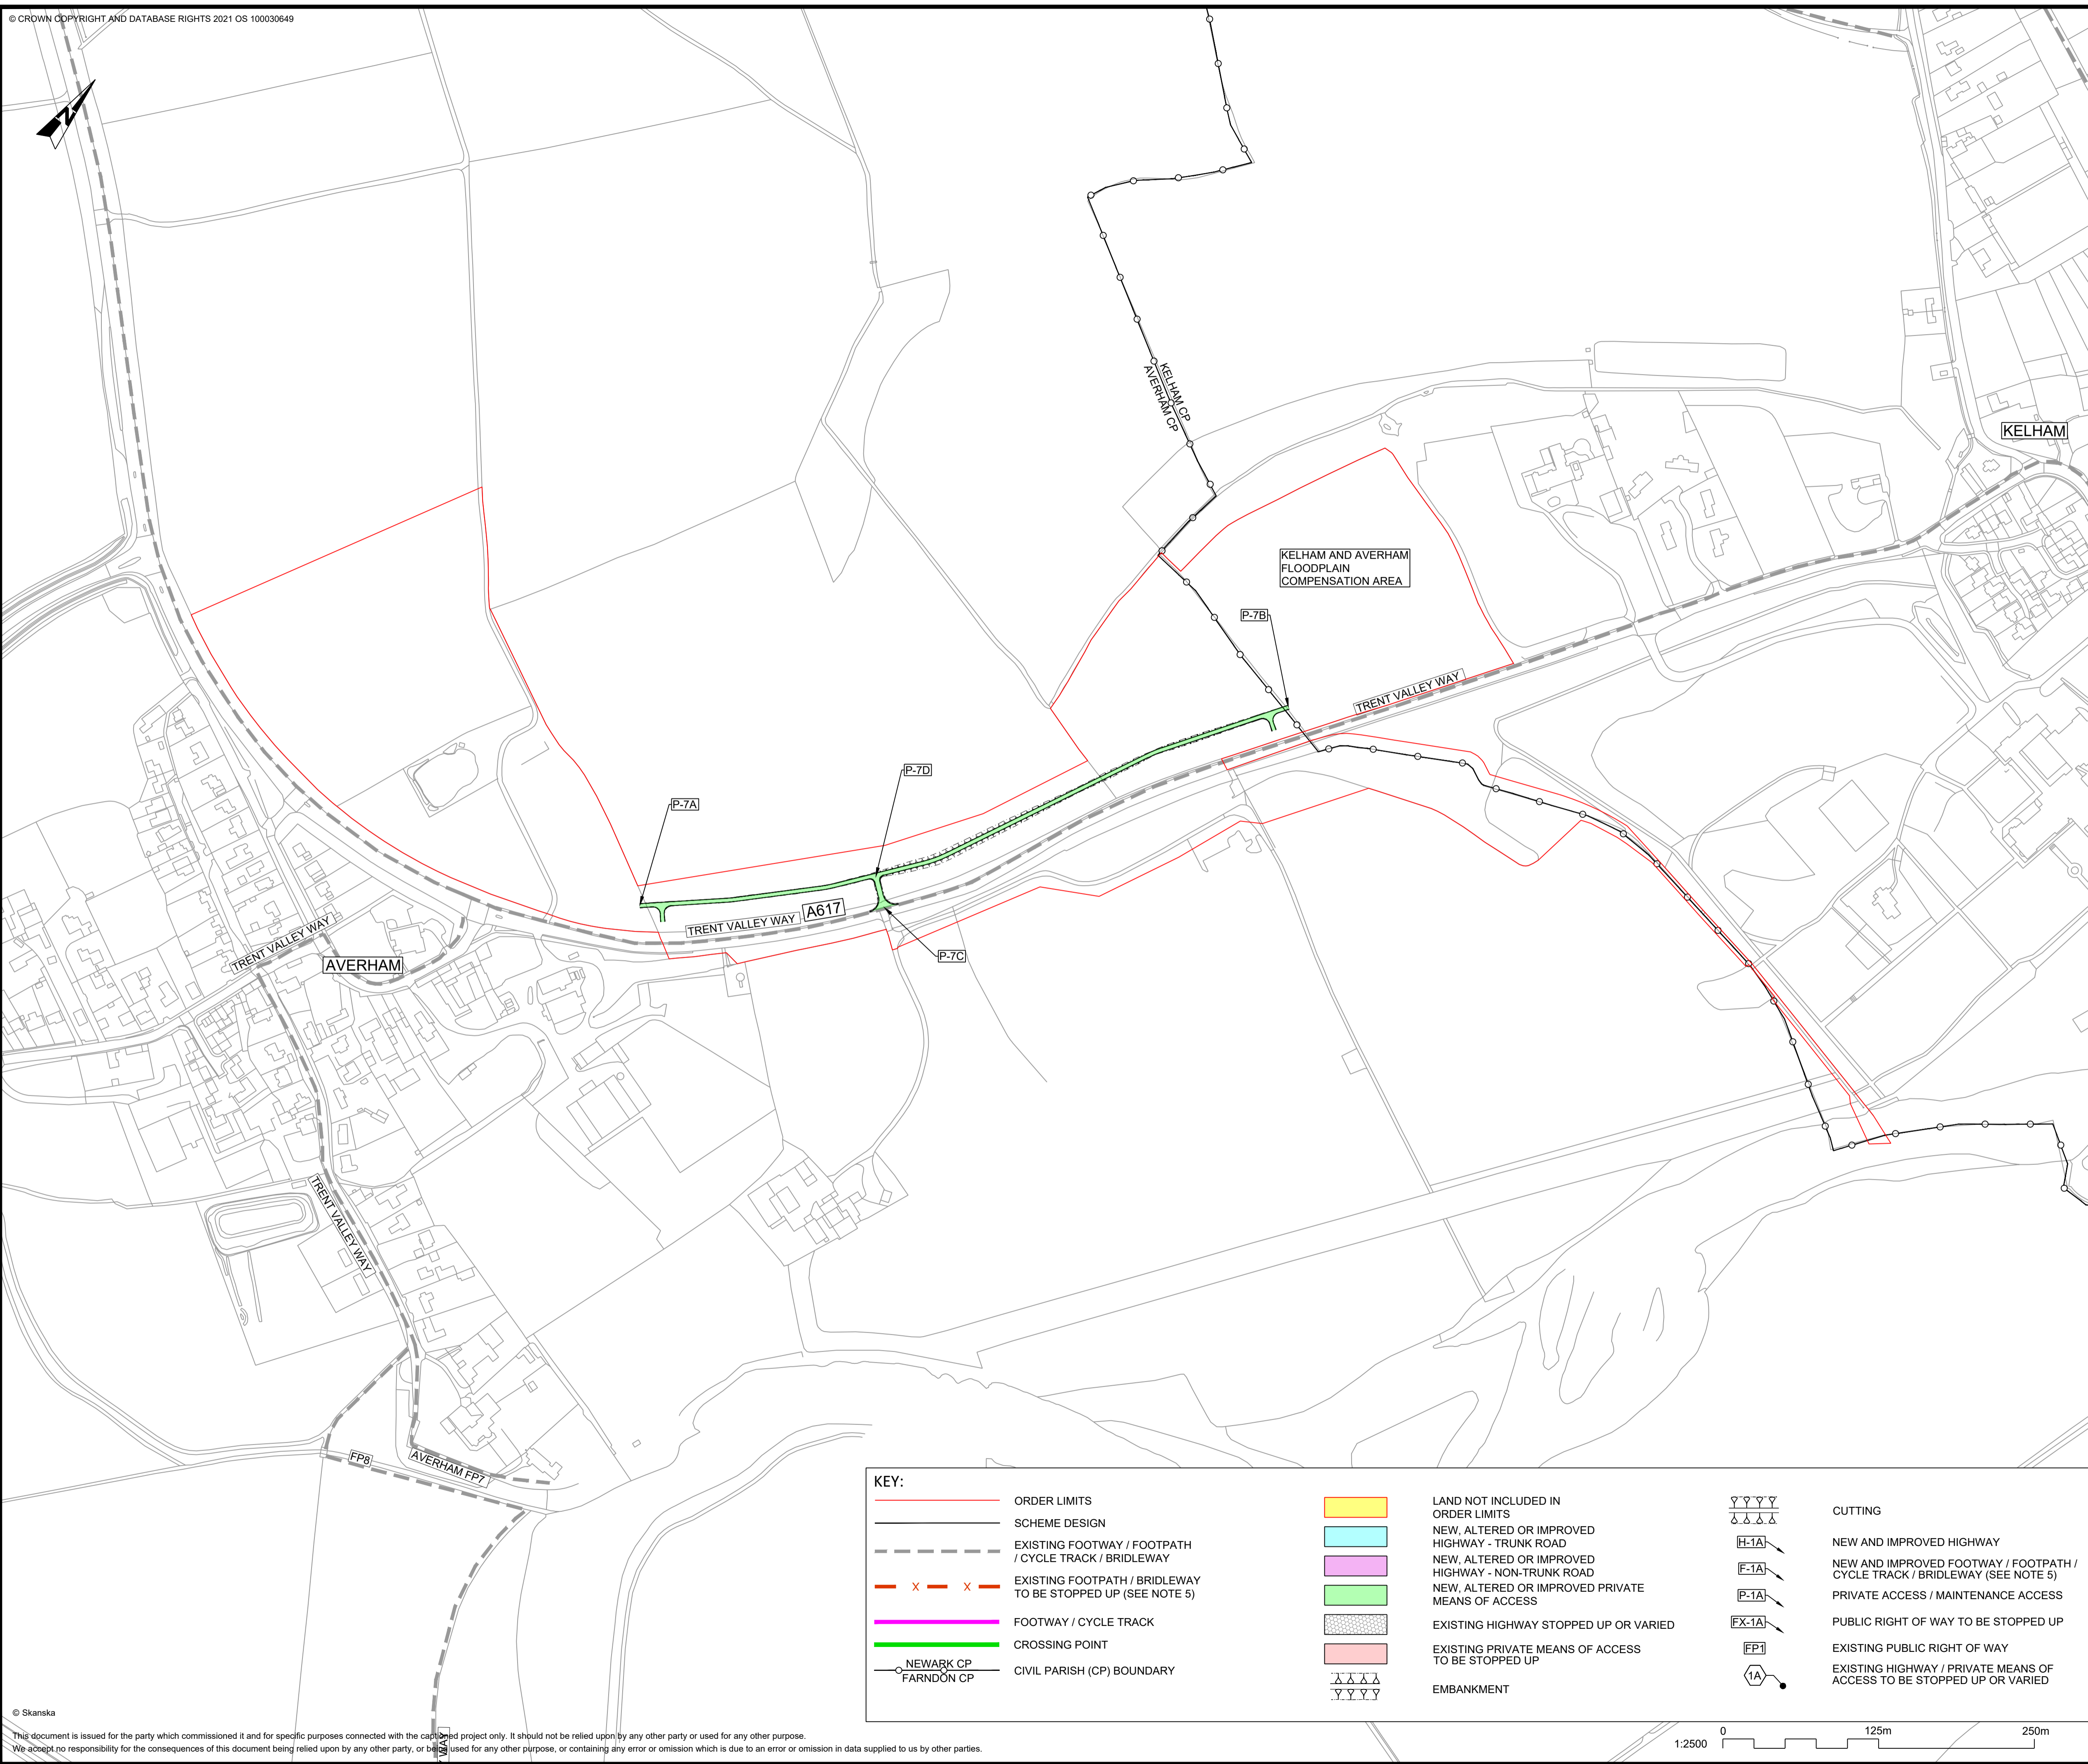 © CROWN COPYRIGHT AND DATABASE RIGHTS 2021 OS 100030649
N
KELHAM CP
AVERHAM CP
KELHAM
KELHAM AND AVERHAM
FLOODPLAIN
COMPENSATION AREA
P-7B
TRENT VALLEY WAY
P-7D
P-7A
A617
TRENT VALLEY WAY
P-7C
TRENT VALLEY WAY
AVERHAM
TRENT VALLEY WAY
FP8
AVERHAM FP7
WAY
KEY:
ORDER LIMITS
SCHEME DESIGN
EXISTING FOOTWAY / FOOTPATH
/ CYCLE TRACK / BRIDLEWAY
X X
EXISTING FOOTPATH / BRIDLEWAY
TO BE STOPPED UP (SEE NOTE 5)
FOOTWAY / CYCLE TRACK
CROSSING POINT
NEWARK CP
FARNDON CP
CIVIL PARISH (CP) BOUNDARY
LAND NOT INCLUDED IN
ORDER LIMITS
NEW, ALTERED OR IMPROVED
HIGHWAY - TRUNK ROAD
NEW, ALTERED OR IMPROVED
HIGHWAY - NON-TRUNK ROAD
NEW, ALTERED OR IMPROVED PRIVATE
MEANS OF ACCESS
EXISTING HIGHWAY STOPPED UP OR VARIED
EXISTING PRIVATE MEANS OF ACCESS
TO BE STOPPED UP
EMBANKMENT
CUTTING
H-1A
NEW AND IMPROVED HIGHWAY
F-1A
NEW AND IMPROVED FOOTWAY / FOOTPATH /
CYCLE TRACK / BRIDLEWAY (SEE NOTE 5)
P-1A
PRIVATE ACCESS / MAINTENANCE ACCESS
FX-1A
PUBLIC RIGHT OF WAY TO BE STOPPED UP
FP1
EXISTING PUBLIC RIGHT OF WAY
1A
EXISTING HIGHWAY / PRIVATE MEANS OF
ACCESS TO BE STOPPED UP OR VARIED
© Skanska
This document is issued for the party which commissioned it and for specific purposes connected with the captioned project only. It should not be relied upon by any other party or used for any other purpose.
We accept no responsibility for the consequences of this document being relied upon by any other party, or being used for any other purpose, or containing any error or omission which is due to an error or omission in data supplied to us by other parties.
1:2500
0 125m 250m